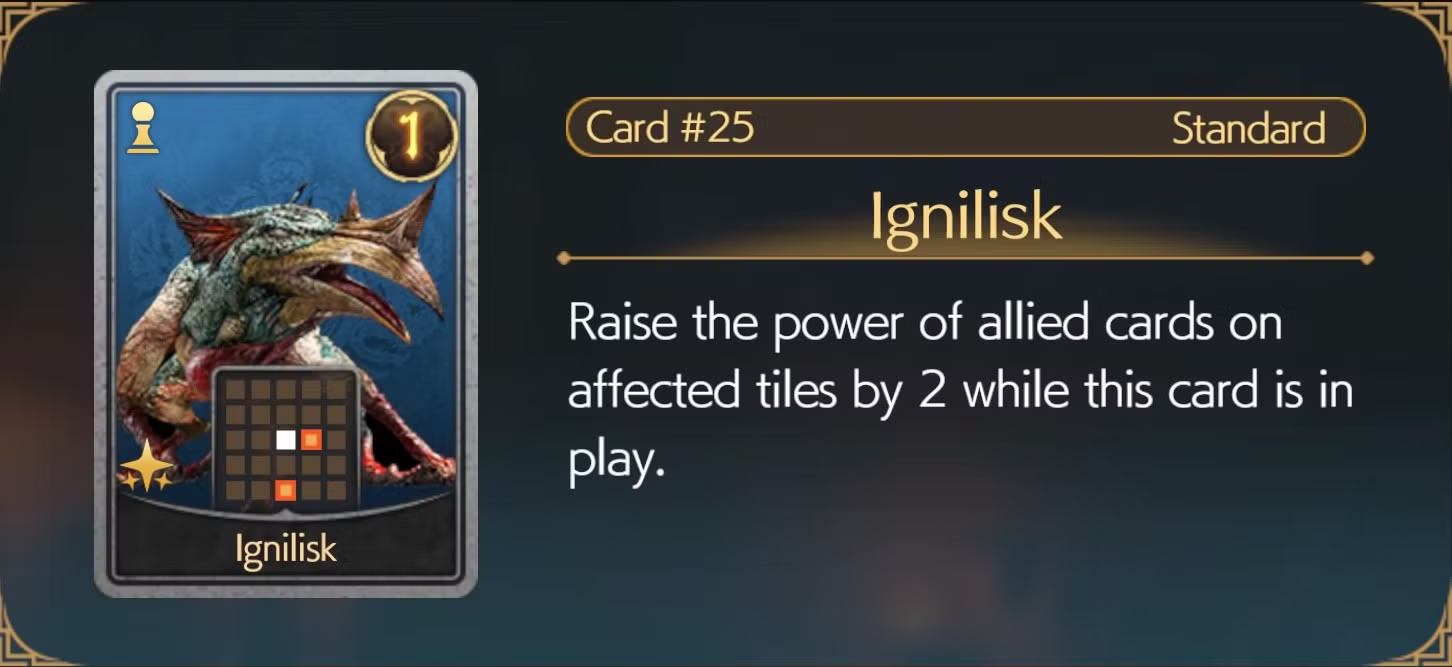 1
Ignilisk
Card #25 Standard
Ignilisk
Raise the power of allied cards on
affected tiles by 2 while this card is in
play.